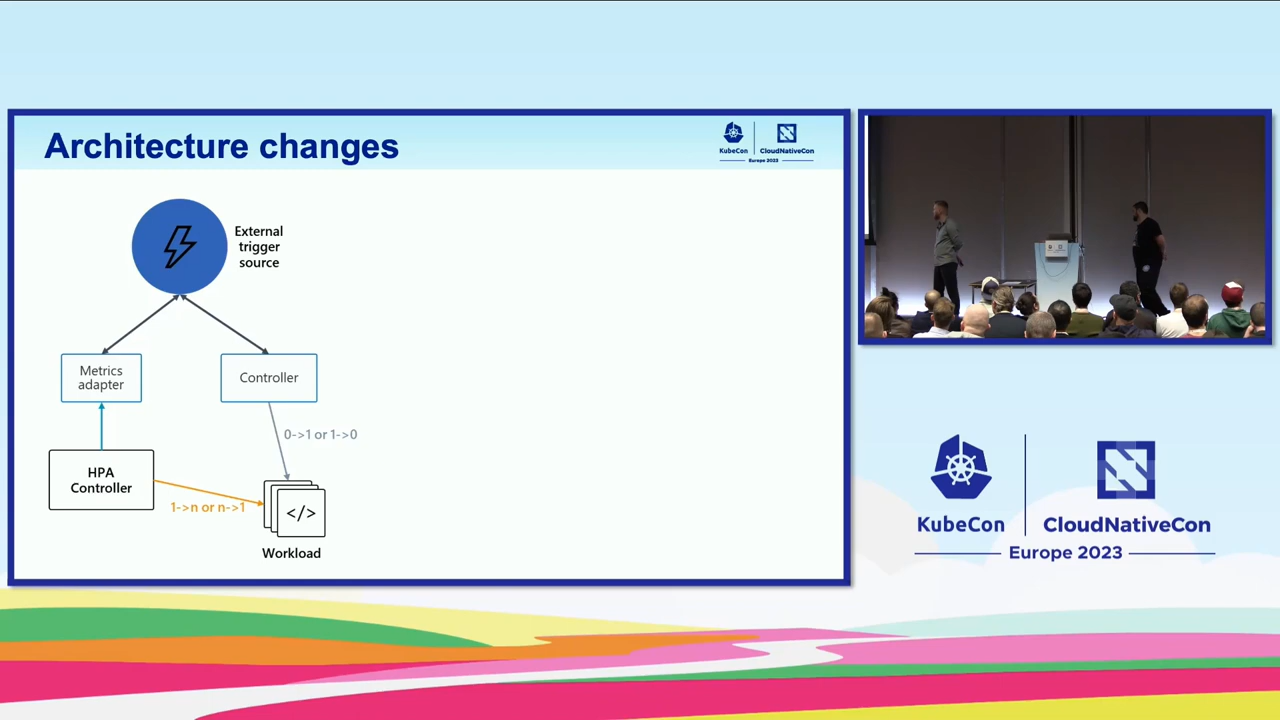 Architecture changes
KubeCon
CloudNativeCon
Europe 2023
External
trigger
source
Metrics
adapter
Controller
0->1 or 1->0
HPA
Controller
1->n or n->1
</>
Workload
KubeCon
CloudNativeCon
Europe 2023